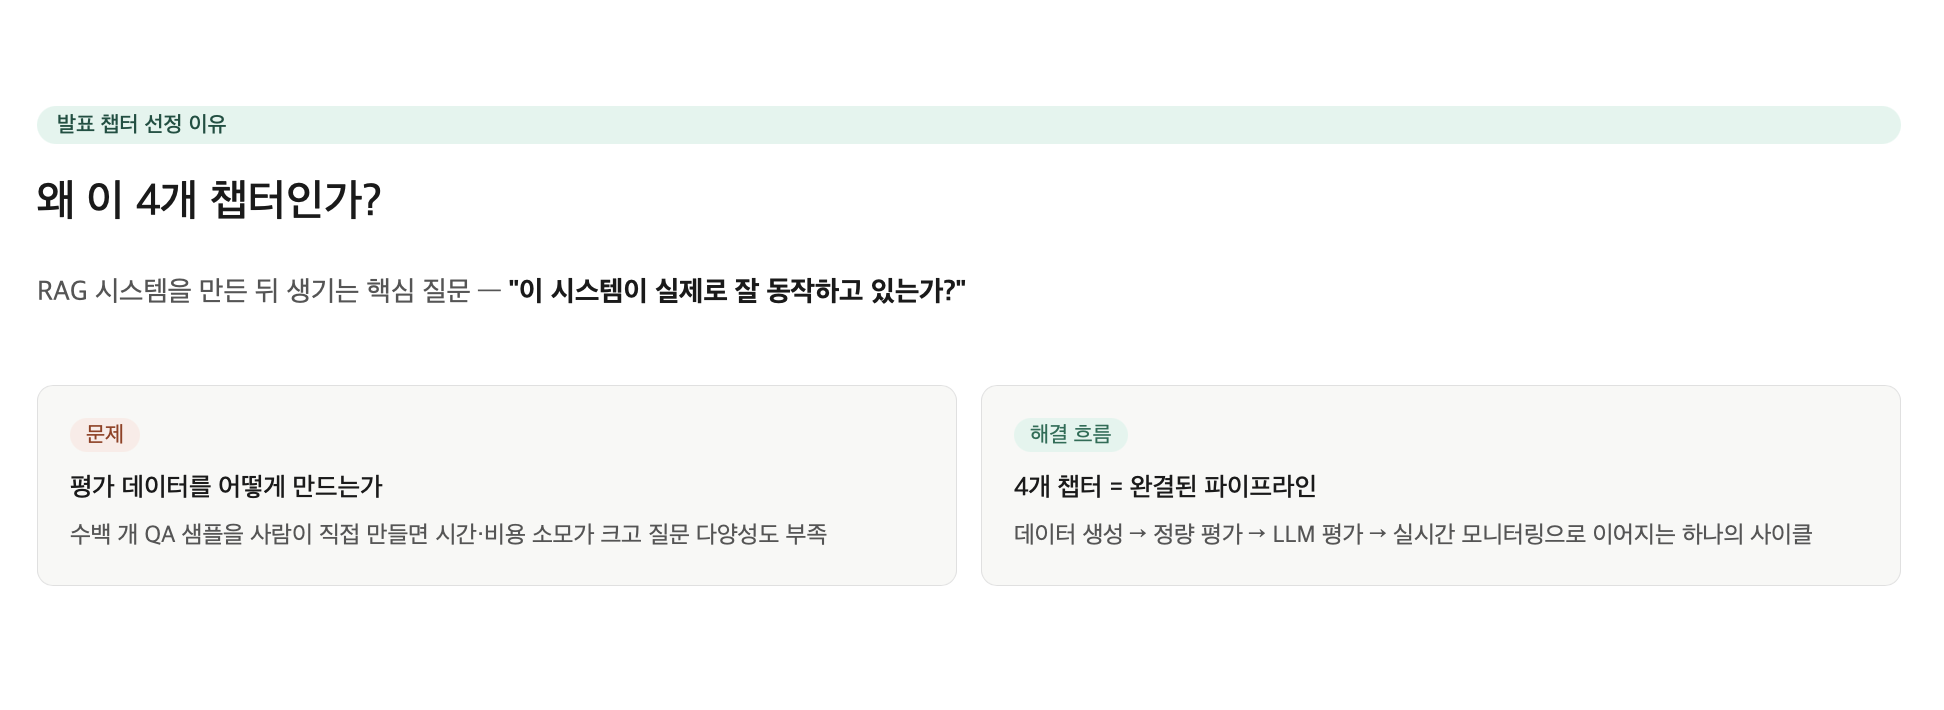 발표 챕터 선정 이유
왜 이 4개 챕터인가?
RAG 시스템을 만든 뒤 생기는 핵심 질문 — "이 시스템이 실제로 잘 동작하고 있는가?"
문제
평가 데이터를 어떻게 만드는가
수백 개 QA 샘플을 사람이 직접 만들면 시간·비용 소모가 크고 질문 다양성도 부족
해결 흐름
4개 챕터 = 완결된 파이프라인
데이터 생성 → 정량 평가 → LLM 평가 → 실시간 모니터링으로 이어지는 하나의 사이클